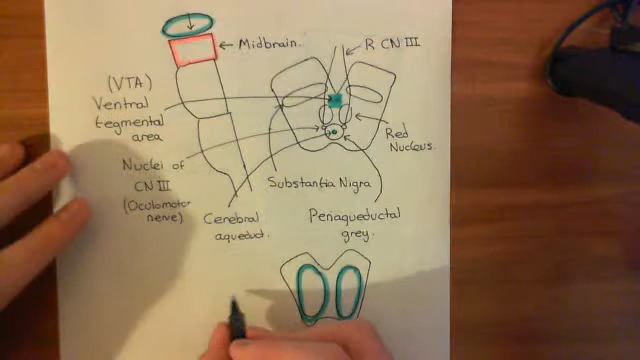 Midbrain.
R CN III
(VTA)
Ventral
tegmental
area
Red
Nucleus.
Nuclei of
CN III
(Oculomotor
nerve)
Substantia Nigra
Cerebral
aqueduct.
Periaqueductal
grey.